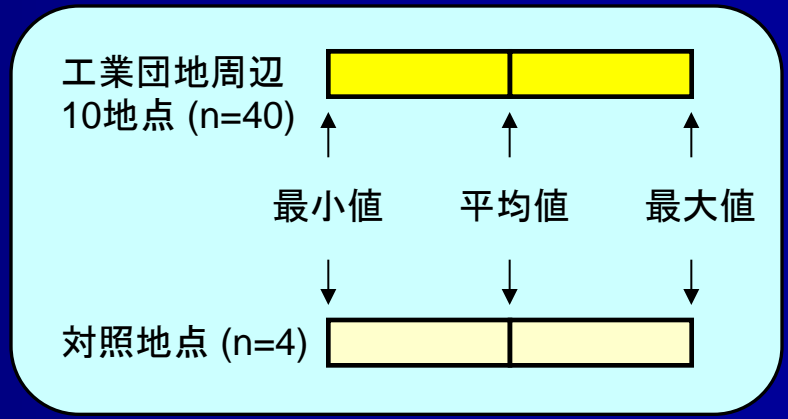 工業団地周辺
10地点 (n=40)
最小値 平均値 最大値
対照地点 (n=4)